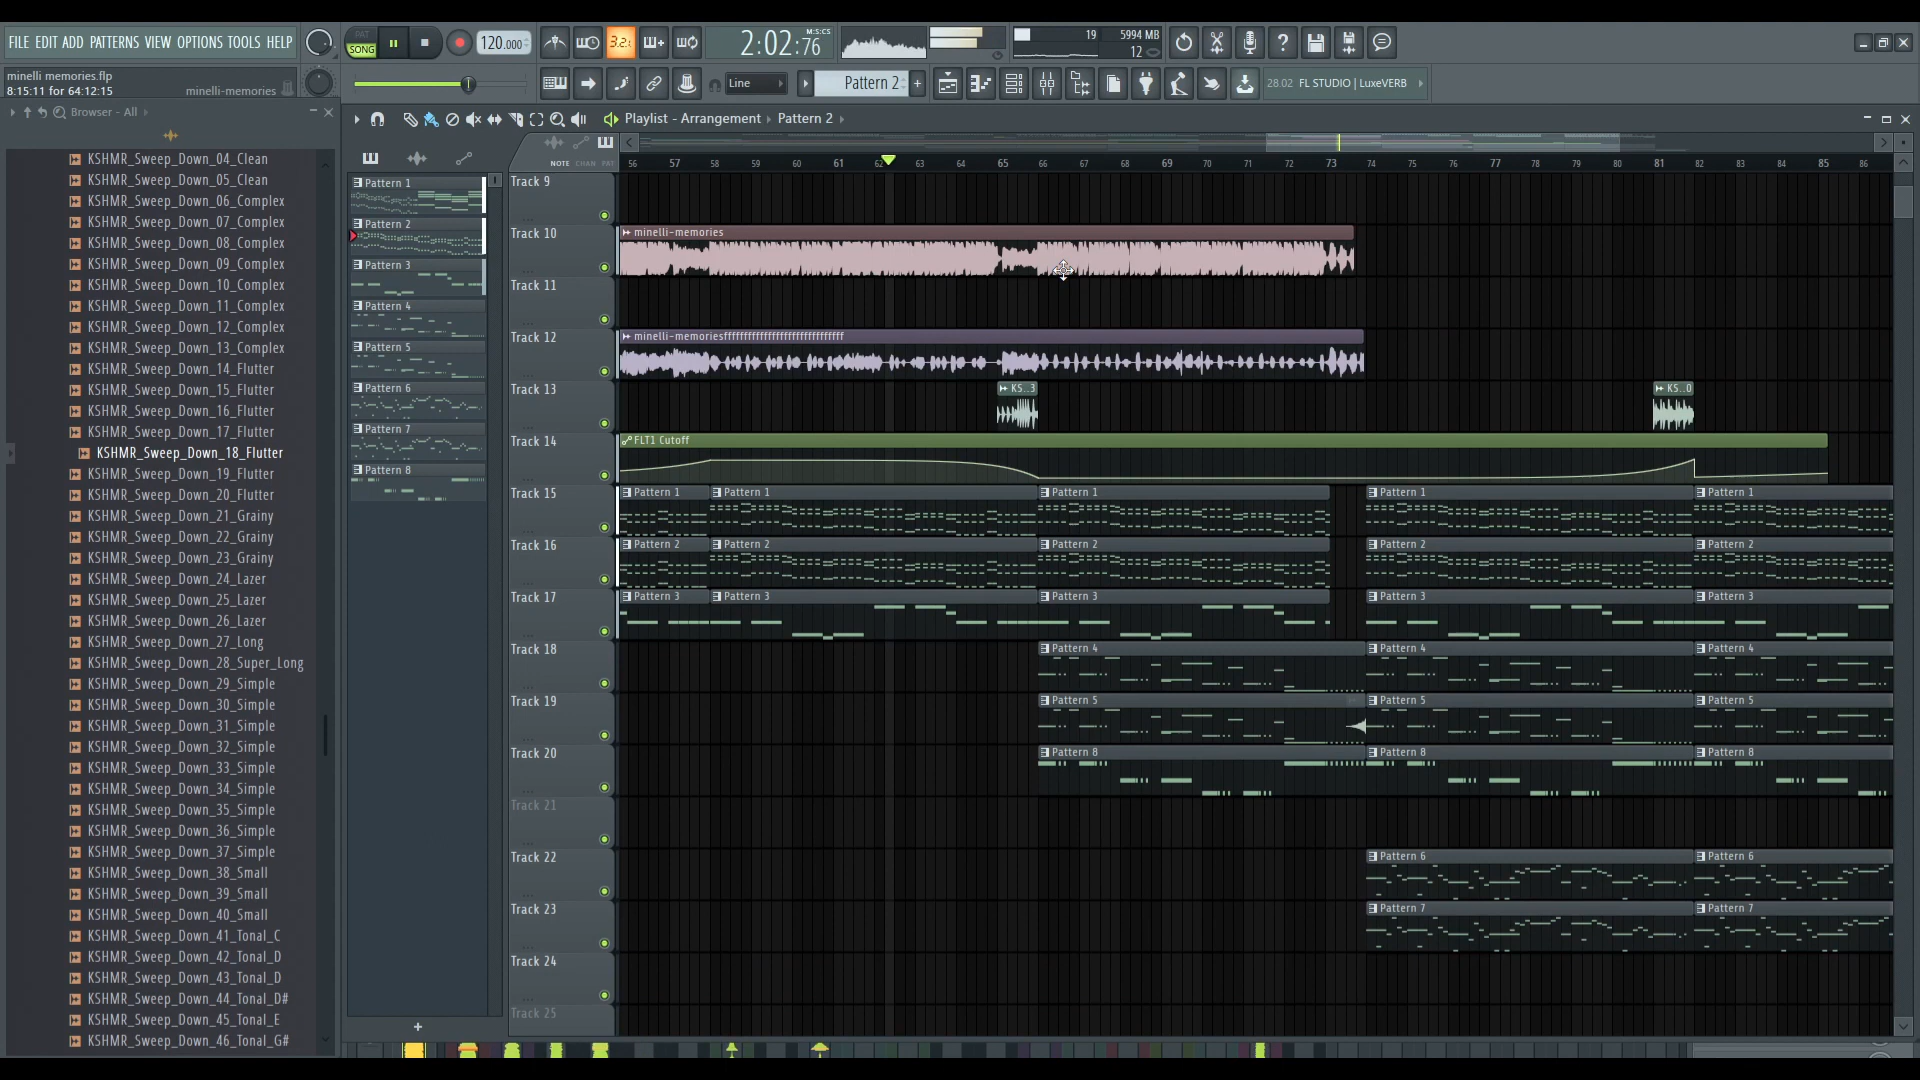 FILE EDIT ADD PATTERNS VIEW OPTIONS TOOLS HELP
PAT
SONG
120.000
3.2.
2:02:76
M:S:CS
19
5994 MB
12
minelli memories.flp
8:15:11 for 64:12:15
minelli-memories
Line
Pattern 2
28.02 FL STUDIO | LuxeVERB
Browser - All
Playlist - Arrangement Pattern 2
NOTE CHAN PAT
56 57 58 59 60 61 62 63 64 65 66 67 68 69 70 71 72 73 74 75 76 77 78 79 80 81 82 83 84 85 86
KSHMR_Sweep_Down_04_Clean
KSHMR_Sweep_Down_05_Clean
KSHMR_Sweep_Down_06_Complex
KSHMR_Sweep_Down_07_Complex
KSHMR_Sweep_Down_08_Complex
KSHMR_Sweep_Down_09_Complex
KSHMR_Sweep_Down_10_Complex
KSHMR_Sweep_Down_11_Complex
KSHMR_Sweep_Down_12_Complex
KSHMR_Sweep_Down_13_Complex
KSHMR_Sweep_Down_14_Flutter
KSHMR_Sweep_Down_15_Flutter
KSHMR_Sweep_Down_16_Flutter
KSHMR_Sweep_Down_17_Flutter
KSHMR_Sweep_Down_18_Flutter
KSHMR_Sweep_Down_19_Flutter
KSHMR_Sweep_Down_20_Flutter
KSHMR_Sweep_Down_21_Grainy
KSHMR_Sweep_Down_22_Grainy
KSHMR_Sweep_Down_23_Grainy
KSHMR_Sweep_Down_24_Lazer
KSHMR_Sweep_Down_25_Lazer
KSHMR_Sweep_Down_26_Lazer
KSHMR_Sweep_Down_27_Long
KSHMR_Sweep_Down_28_Super_Long
KSHMR_Sweep_Down_29_Simple
KSHMR_Sweep_Down_30_Simple
KSHMR_Sweep_Down_31_Simple
KSHMR_Sweep_Down_32_Simple
KSHMR_Sweep_Down_33_Simple
KSHMR_Sweep_Down_34_Simple
KSHMR_Sweep_Down_35_Simple
KSHMR_Sweep_Down_36_Simple
KSHMR_Sweep_Down_37_Simple
KSHMR_Sweep_Down_38_Small
KSHMR_Sweep_Down_39_Small
KSHMR_Sweep_Down_40_Small
KSHMR_Sweep_Down_41_Tonal_C
KSHMR_Sweep_Down_42_Tonal_D
KSHMR_Sweep_Down_43_Tonal_D
KSHMR_Sweep_Down_44_Tonal_D#
KSHMR_Sweep_Down_45_Tonal_E
KSHMR_Sweep_Down_46_Tonal_G#
Pattern 1
Pattern 2
Pattern 3
Pattern 4
Pattern 5
Pattern 6
Pattern 7
Pattern 8
Track 9
Track 10
minelli-memories
Track 11
Track 12
minelli-memoriesffffffffffffffffffffffffffffff
Track 13
KS..3
KS..0
Track 14
FLT1 Cutoff
Track 15
Pattern 1 Pattern 1 Pattern 1 Pattern 1 Pattern 1
Track 16
Pattern 2 Pattern 2 Pattern 2 Pattern 2 Pattern 2
Track 17
Pattern 3 Pattern 3 Pattern 3 Pattern 3 Pattern 3
Track 18
Pattern 4 Pattern 4 Pattern 4
Track 19
Pattern 5 Pattern 5 Pattern 5
Track 20
Pattern 8 Pattern 8 Pattern 8
Track 21
Track 22
Pattern 6 Pattern 6
Track 23
Pattern 7 Pattern 7
Track 24
Track 25